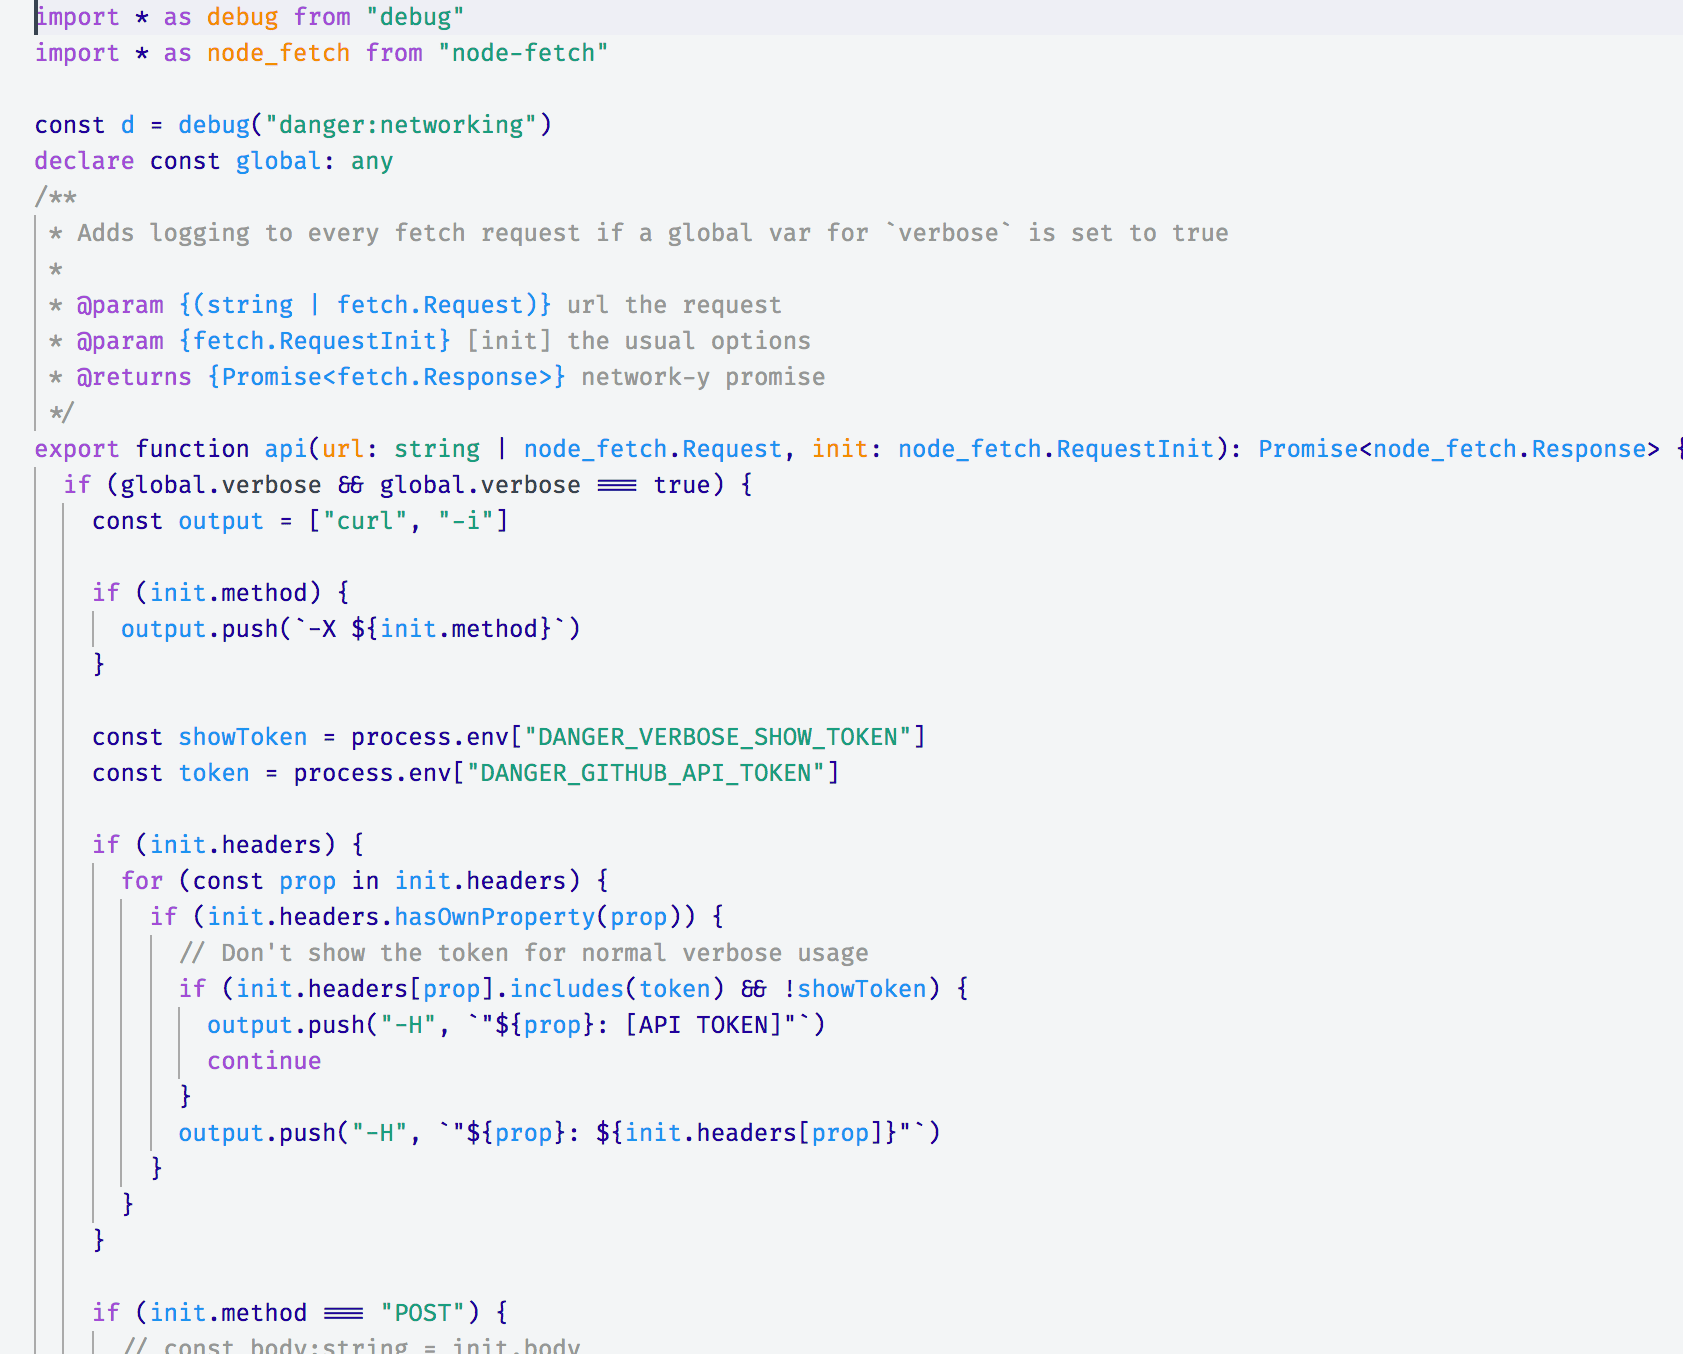 import * as debug from "debug"
import * as node_fetch from "node-fetch"
const d = debug("danger:networking")
declare const global: any
/**
* Adds logging to every fetch request if a global var for `verbose` is set to true
*
* @param {(string | fetch.Request)} url the request
* @param {fetch.RequestInit} [init] the usual options
* @returns {Promise<fetch.Response>} network-y promise
*/
export function api(url: string | node_fetch.Request, init: node_fetch.RequestInit): Promise<node_fetch.Response> {
if (global.verbose && global.verbose === true) {
const output = ["curl", "-i"]
if (init.method) {
output.push(`-X ${init.method}`)
}
const showToken = process.env["DANGER_VERBOSE_SHOW_TOKEN"]
const token = process.env["DANGER_GITHUB_API_TOKEN"]
if (init.headers) {
for (const prop in init.headers) {
if (init.headers.hasOwnProperty(prop)) {
// Don't show the token for normal verbose usage
if (init.headers[prop].includes(token) && !showToken) {
output.push("-H", `"${prop}: [API TOKEN]"`)
continue
}
output.push("-H", `"${prop}: ${init.headers[prop]}"`)
}
}
}
if (init.method === "POST") {
// const body:string = init.body